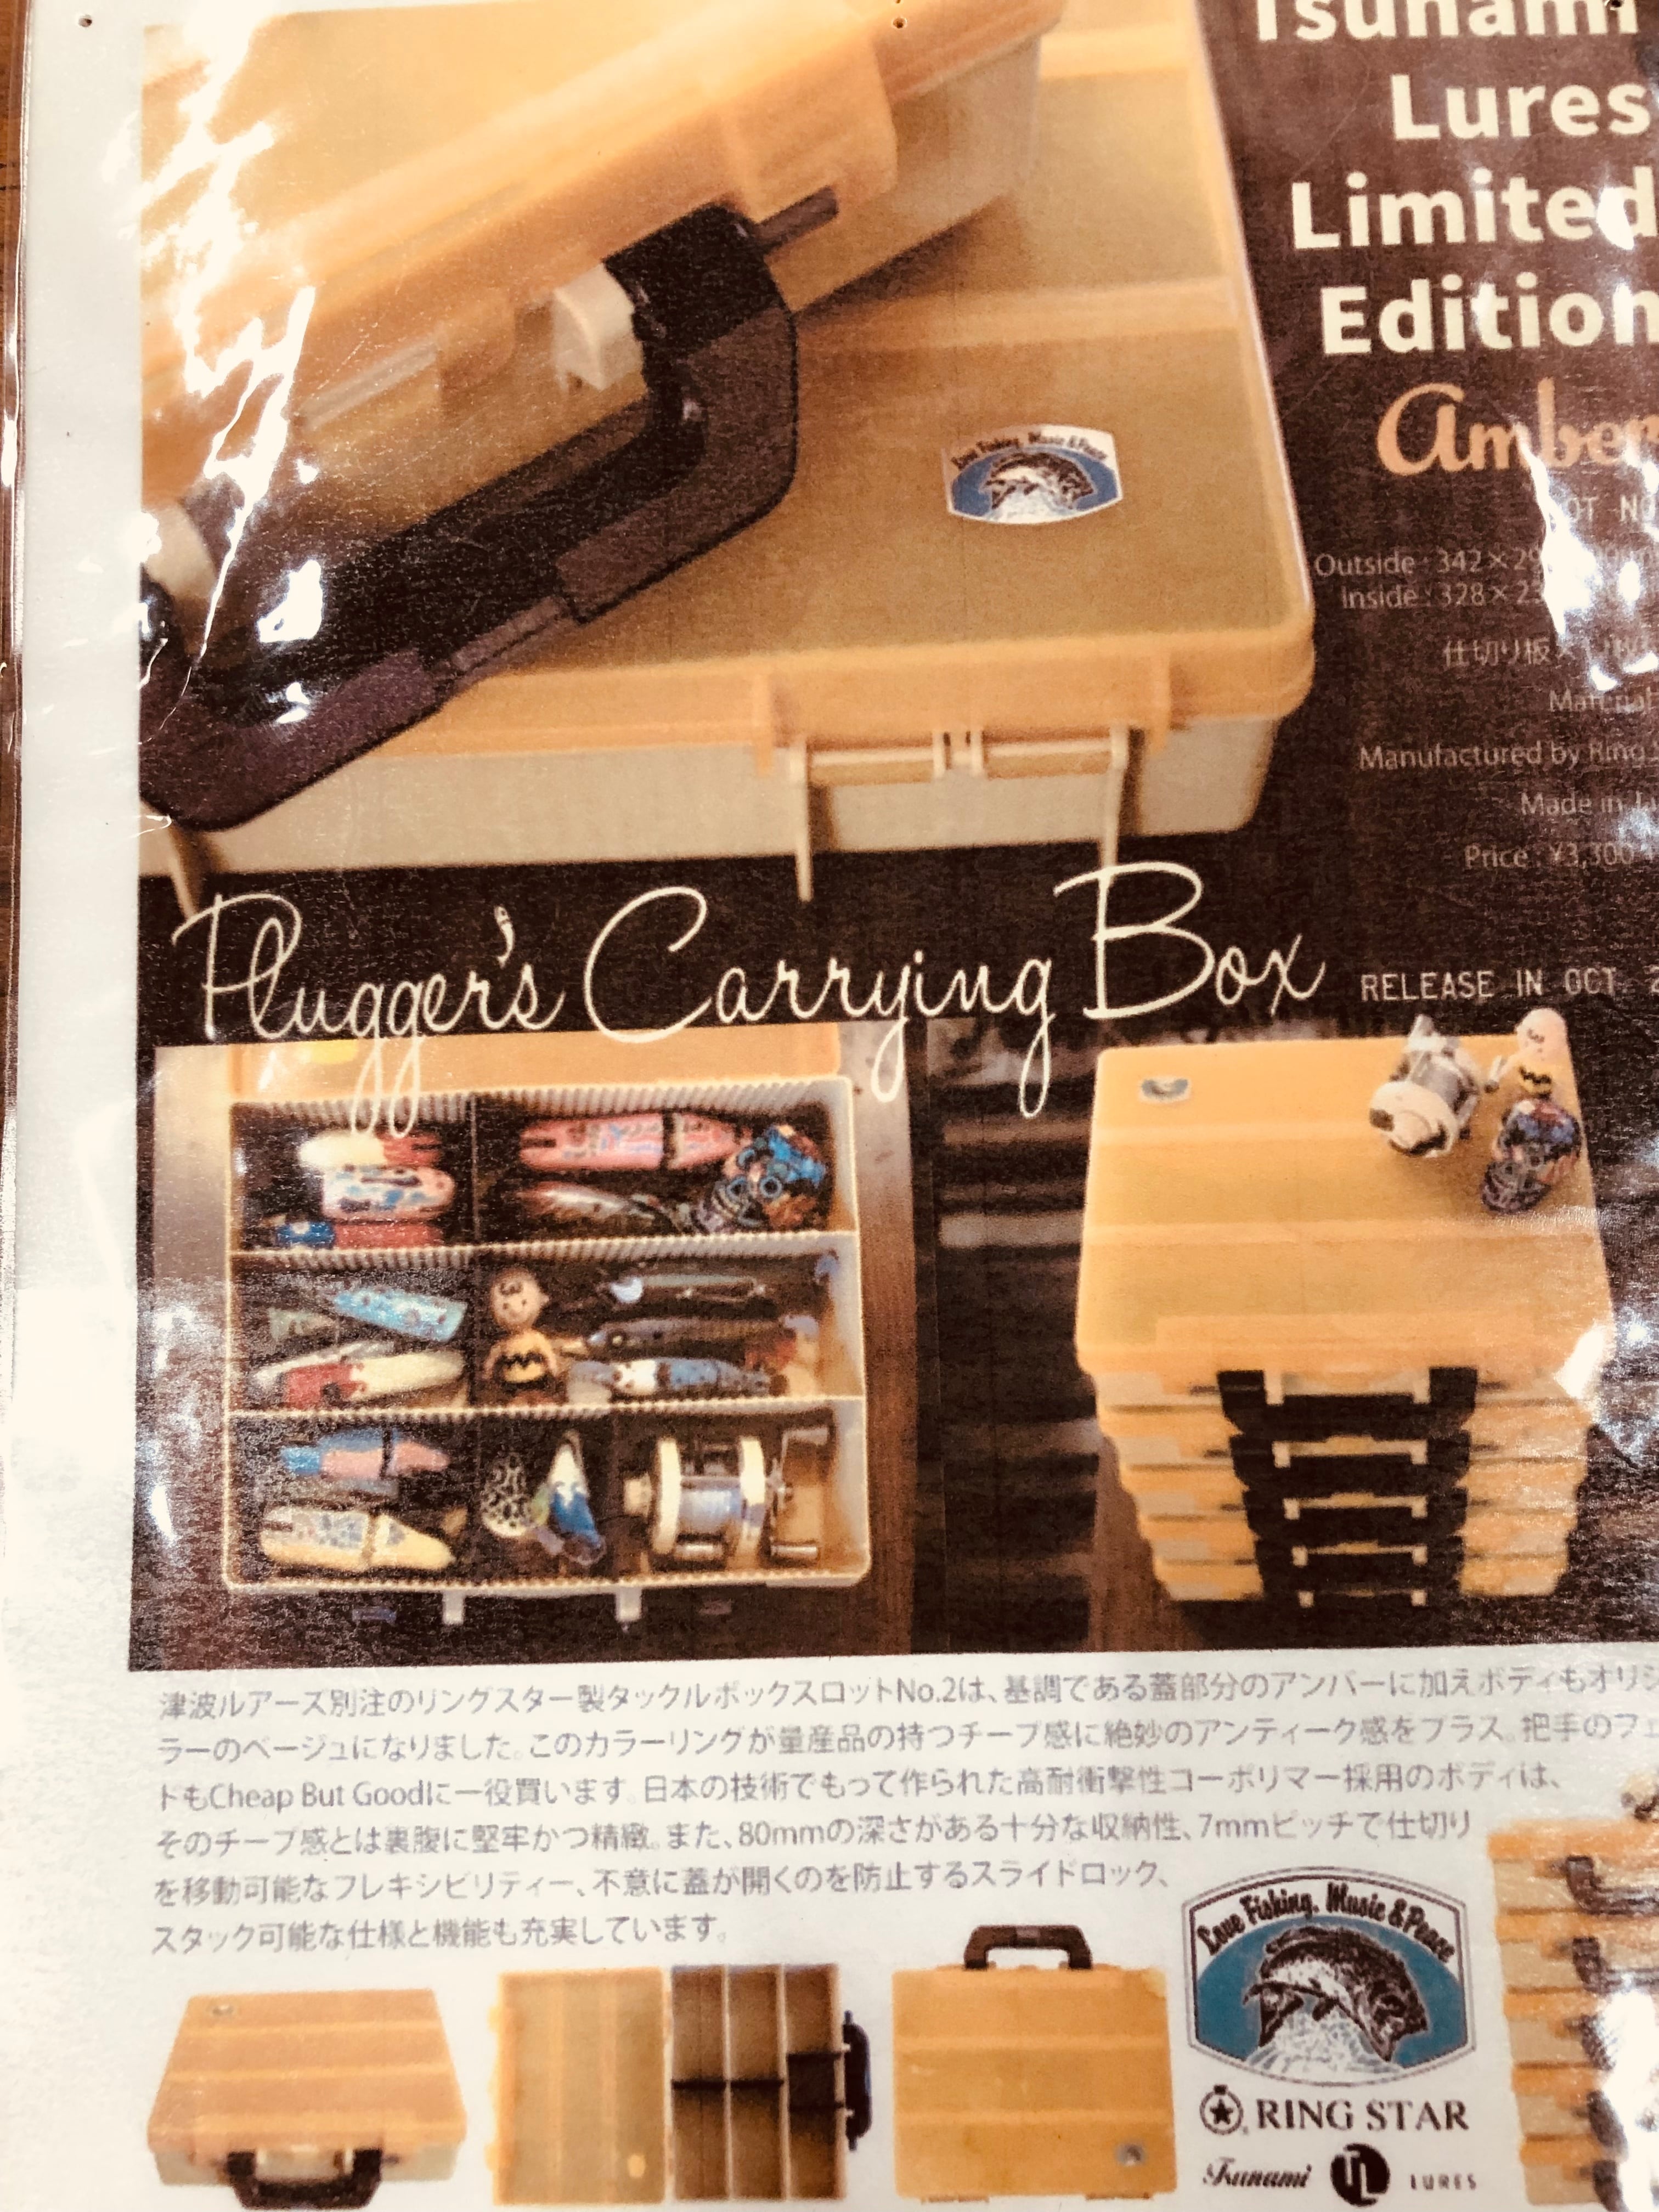 Tsunami
Lures
Limited
Edition
Amber
Love Fishing, Music & Peace
Outside : 342×29
Inside : 328×23
仕切り板
Material
Manufactured by Ring
Made in Ja
Price : ¥3,300
Plugger's Carrying Box
RELEASE IN OCT. 2
津波ルアーズ別注のリングスター製タックルボックスロットNo.2は、基調である蓋部分のアンバーに加えボディもオリジ
ラーのベージュになりました。このカラーリングが量産品の持つチープ感に絶妙のアンティーク感をプラス。把手のフェ
トもCheap But Goodに一役買います。日本の技術でもって作られた高耐衝撃性コーポリマー採用のボディは、
そのチープ感とは裏腹に堅牢かつ精緻。また、80mmの深さがある十分な収納性、7mmピッチで仕切り
を移動可能なフレキシビリティー、不意に蓋が開くのを防止するスライドロック、
スタック可能な仕様と機能も充実しています。
Love Fishing, Music & Peace
RING STAR
Tsunami LURES